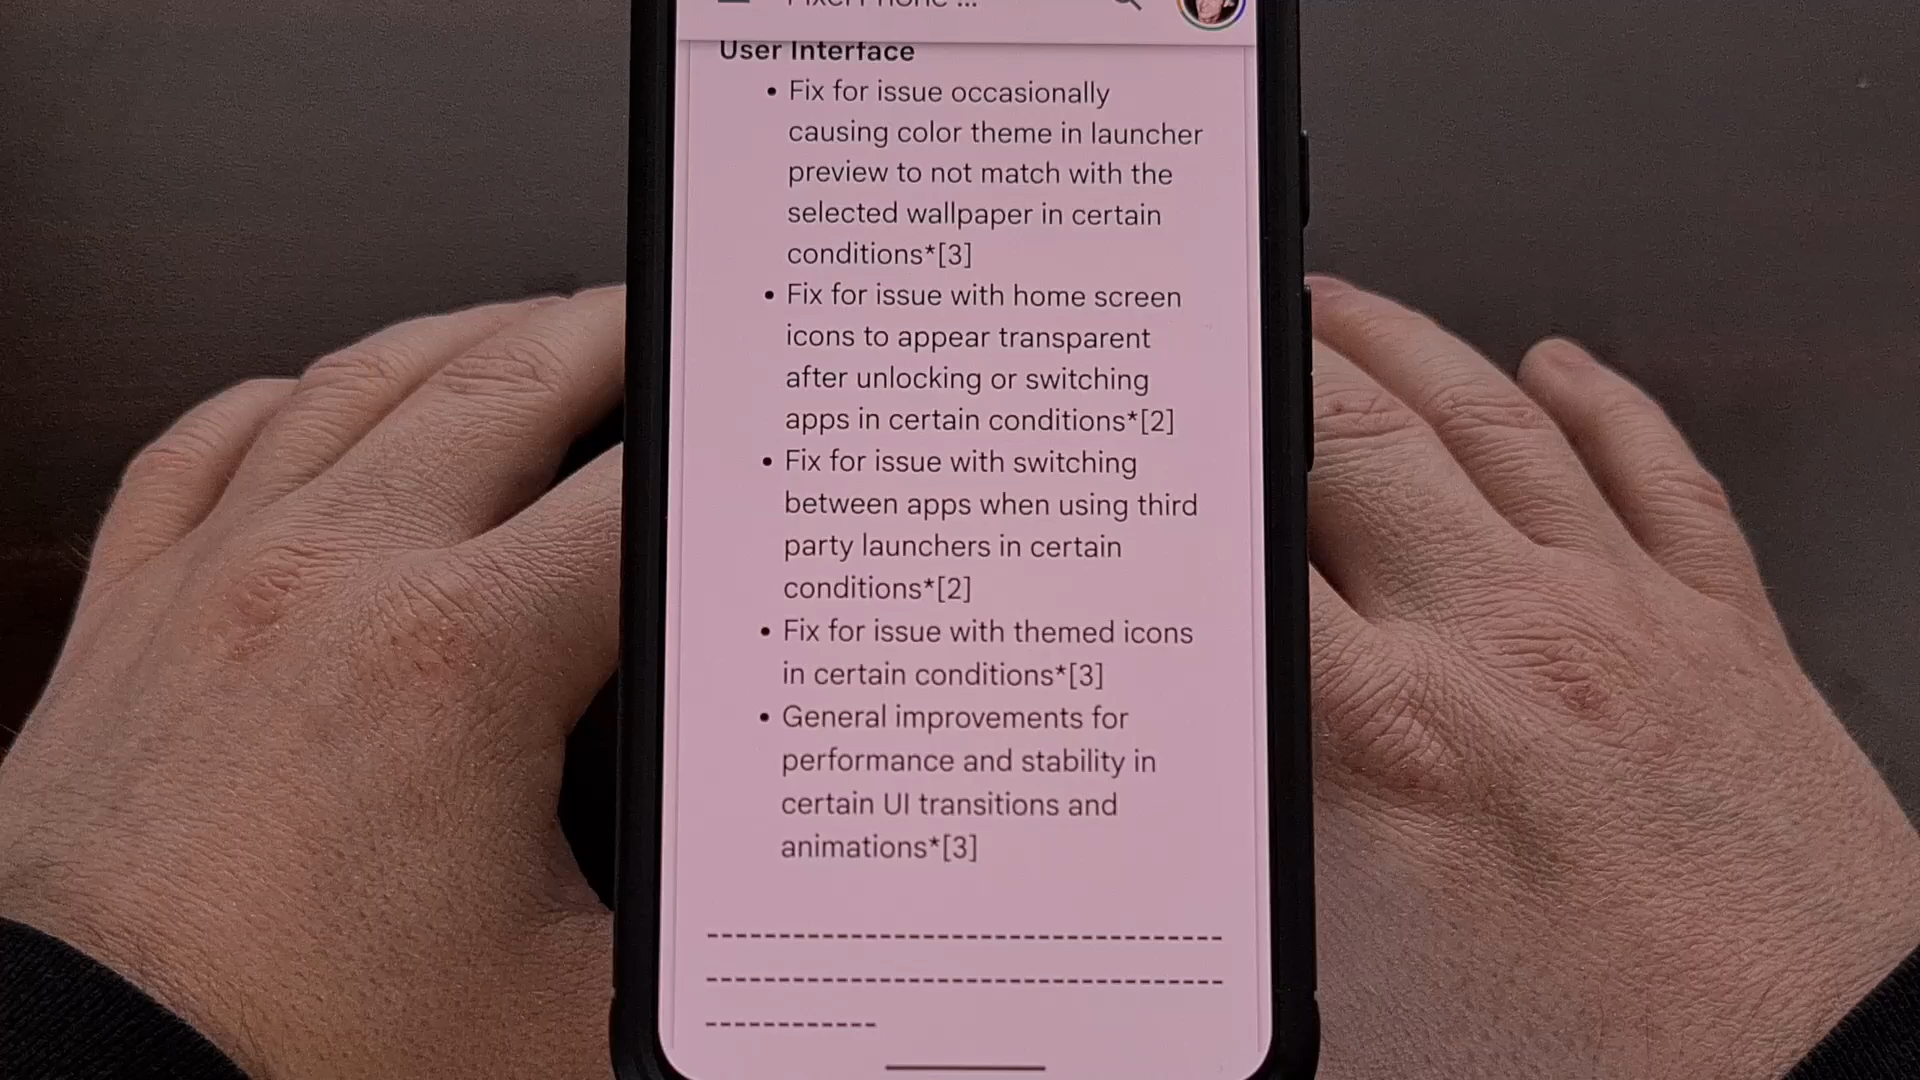 Pixel Phone ...
User Interface
• Fix for issue occasionally
causing color theme in launcher
preview to not match with the
selected wallpaper in certain
conditions*[3]
• Fix for issue with home screen
icons to appear transparent
after unlocking or switching
apps in certain conditions*[2]
• Fix for issue with switching
between apps when using third
party launchers in certain
conditions*[2]
• Fix for issue with themed icons
in certain conditions*[3]
• General improvements for
performance and stability in
certain UI transitions and
animations*[3]
------------------------------------
------------------------------------
------------